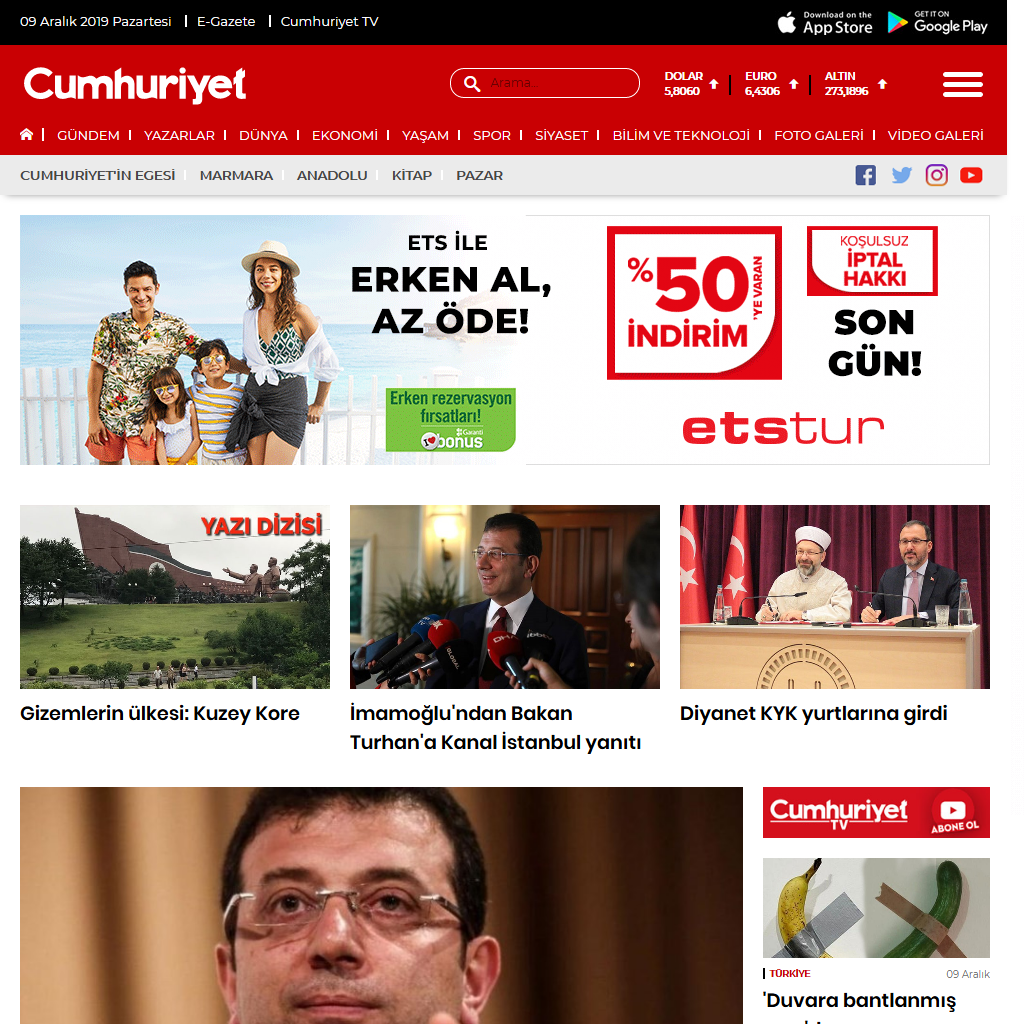 09 Aralık 2019 Pazartesi
E-Gazete
Cumhuriyet TV
Download on the
App Store
GET IT ON
Google Play
Cumhuriyet
Arama...
DOLAR
5,8060
EURO
6,4306
ALTIN
273,1896
GÜNDEM
YAZARLAR
DÜNYA
EKONOMİ
YAŞAM
SPOR
SİYASET
BİLİM VE TEKNOLOJİ
FOTO GALERİ
VİDEO GALERİ
CUMHURİYET'İN EGESİ
MARMARA
ANADOLU
KİTAP
PAZAR
ETS İLE
ERKEN AL,
AZ ÖDE!
Erken rezervasyon
fırsatları!
Garanti
bonus
%50
'YE VARAN
İNDİRİM
KOŞULSUZ
İPTAL
HAKKI
SON
GÜN!
etstur
YAZI DİZİSİ
Gizemlerin ülkesi: Kuzey Kore
DHA
GLOBAL
İmamoğlu'ndan Bakan
Turhan'a Kanal İstanbul yanıtı
Diyanet KYK yurtlarına girdi
Cumhuriyet
TV
ABONE OL
TÜRKİYE
09 Aralık
'Duvara bantlanmış